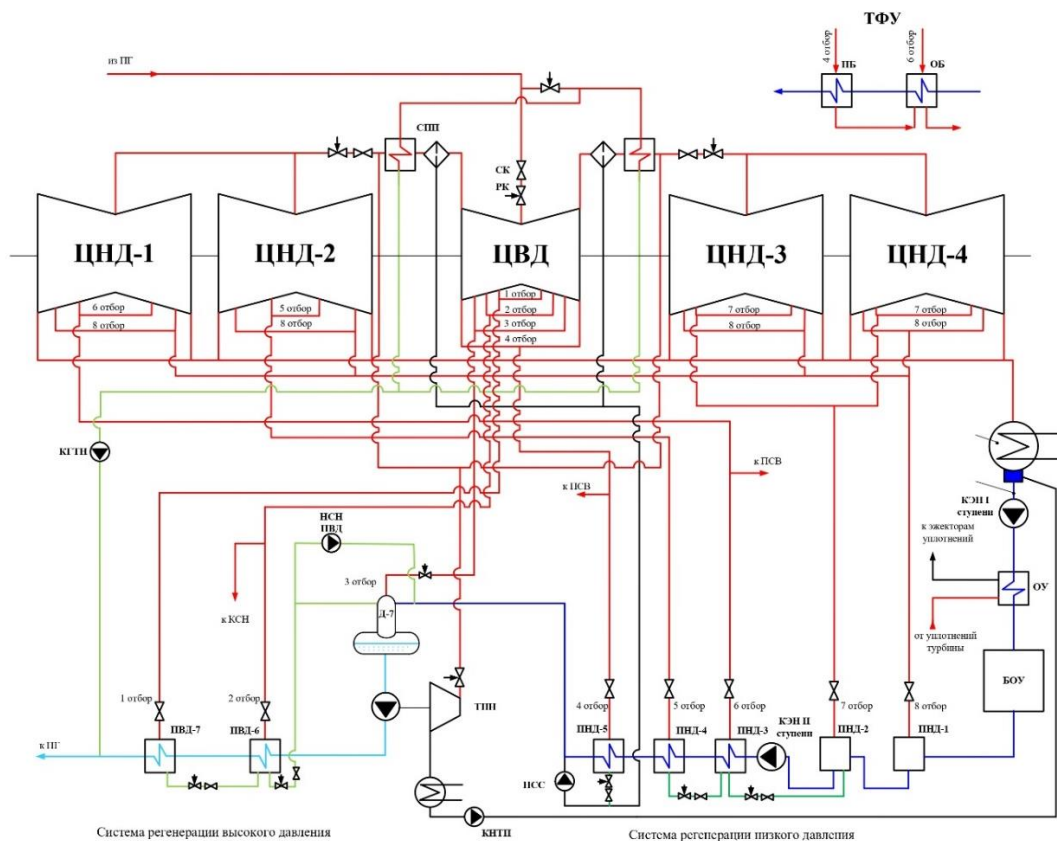 ТФУ
4 отбор
6 отбор
ПБ
ОБ
из ПГ
СПП
СК
РК
ЦНД-1
ЦНД-2
ЦВД
ЦНД-3
ЦНД-4
1 отбор
2 отбор
3 отбор
4 отбор
6 отбор
8 отбор
5 отбор
8 отбор
7 отбор
8 отбор
7 отбор
8 отбор
КГТН
НСН
ПВД
к ПСВ
к ПСВ
КЭН I
ступени
к эжекторам
уплотнений
ОУ
от уплотнений
турбины
БОУ
3 отбор
Д-7
к КСН
1 отбор
2 отбор
ПВД-7
ПВД-6
к ПГ
ТПН
4 отбор
5 отбор
6 отбор
7 отбор
8 отбор
ПНД-5
ПНД-4
ПНД-3
КЭН II
ступени
ПНД-2
ПНД-1
НСС
КНТП
Система регенерации высокого давления
Система регенерации низкого давления